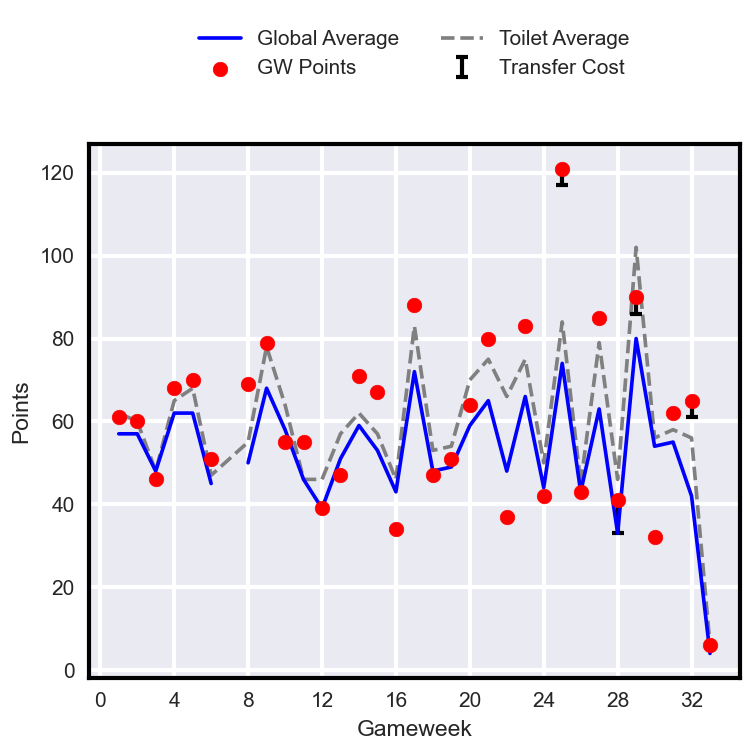 Global Average
Toilet Average
GW Points
Transfer Cost
120
100
80
60
40
20
0
Points
0 4 8 12 16 20 24 28 32
Gameweek